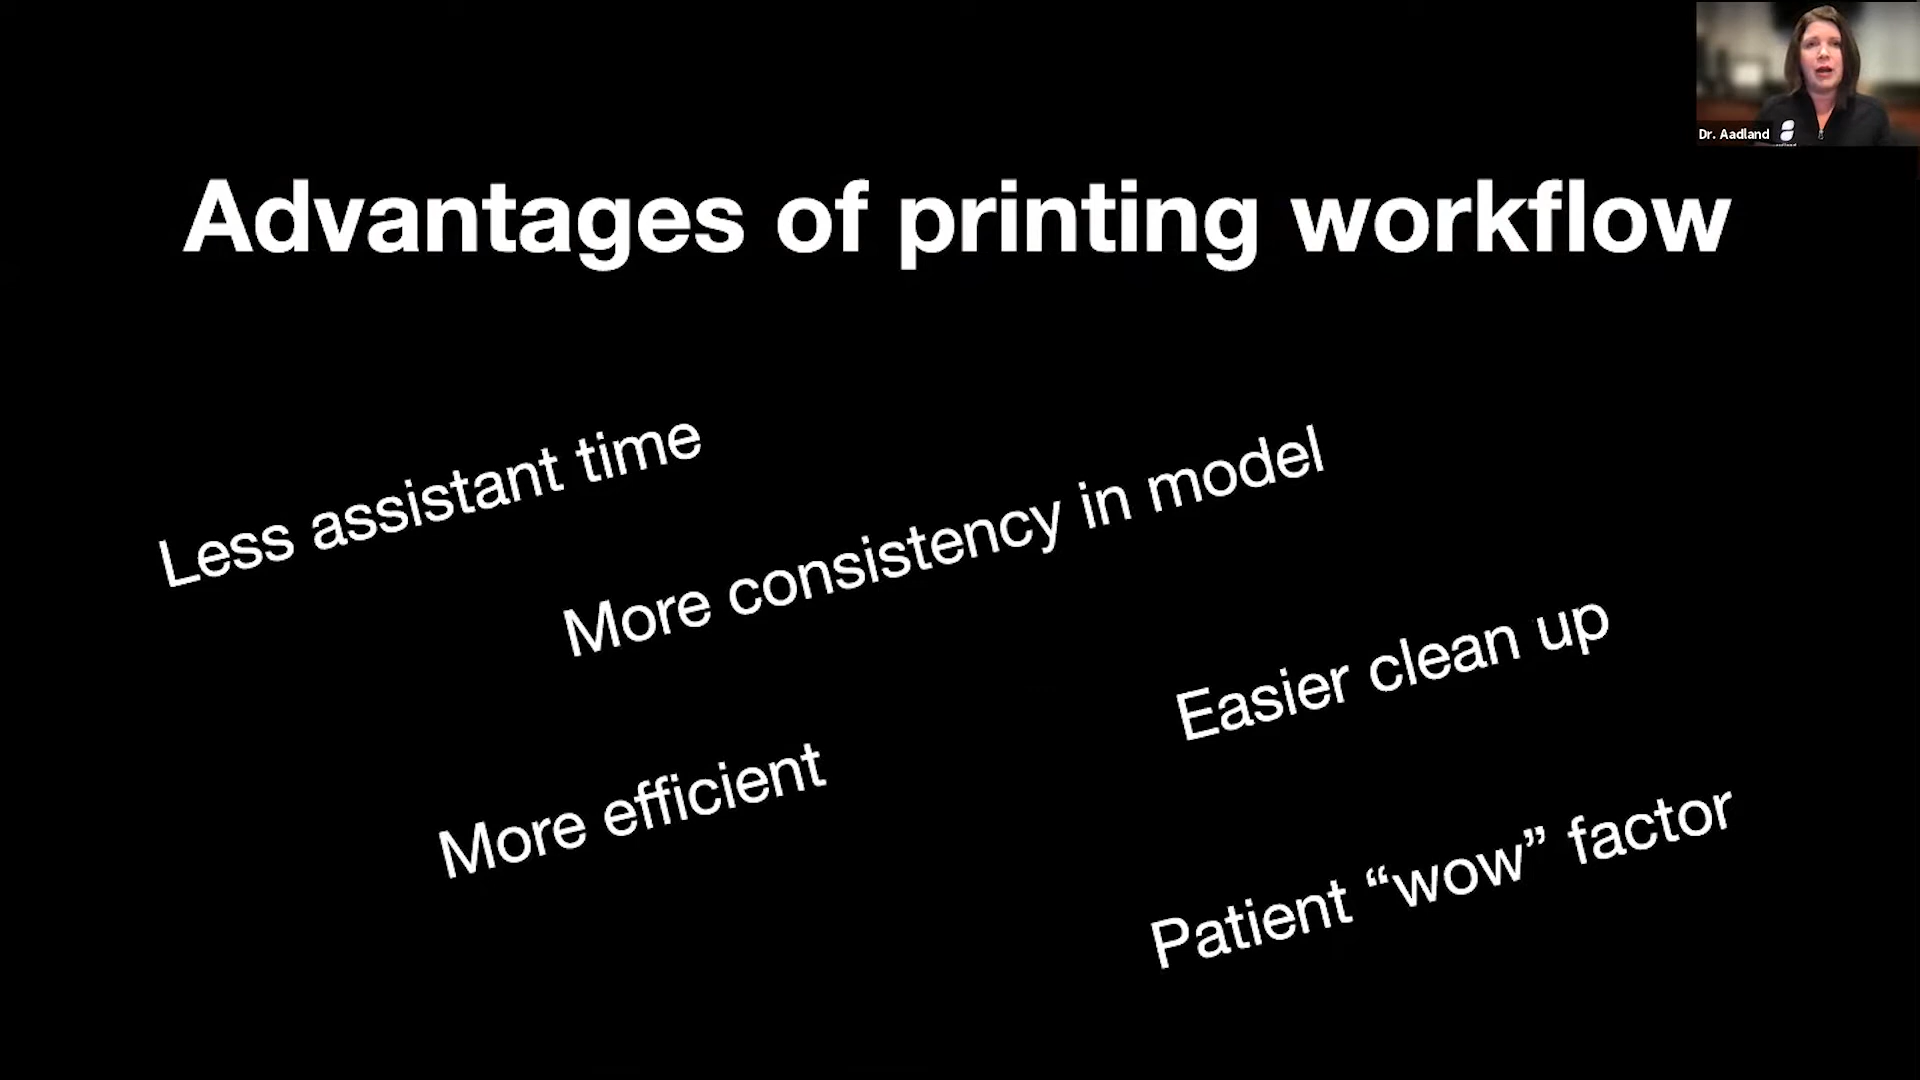 Dr. Aadland
Advantages of printing workflow
Less assistant time
More consistency in model
Easier clean up
More efficient
Patient “wow” factor